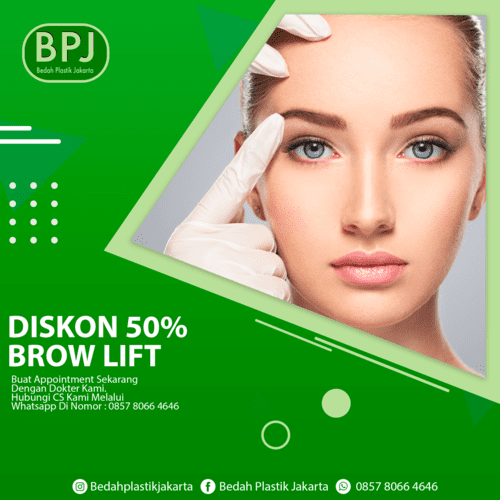 BPJ
Bedah Plastik Jakarta
DISKON 50%
BROW LIFT
Buat Appointment Sekarang
Dengan Dokter Kami.
Hubungi CS Kami Melalui
Whatsapp Di Nomor : 0857 8066 4646
Bedahplastikjakarta Bedah Plastik Jakarta 0857 8066 4646